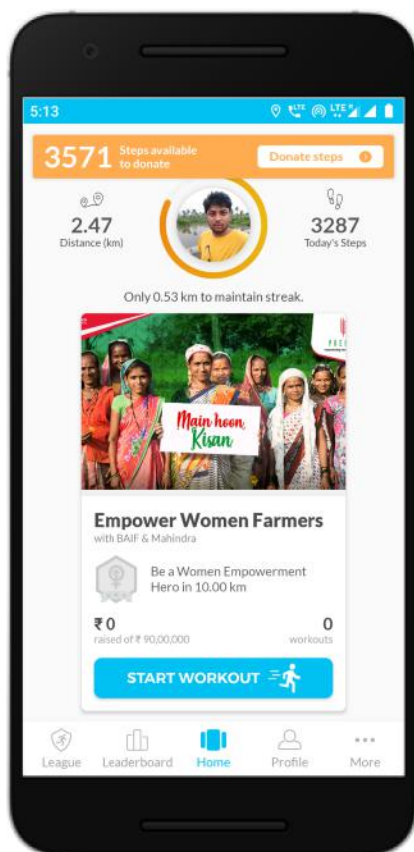 5:13
LTE LTE R
3571 Steps available
to donate
Donate steps
2.47
Distance (km)
3287
Today's Steps
Only 0.53 km to maintain streak.
Main hoon,
Kisan
Empower Women Farmers
with BAIF & Mahindra
Be a Women Empowerment
Hero in 10.00 km
₹ 0
raised of ₹ 90,00,000
0
workouts
START WORKOUT
League Leaderboard Home Profile More